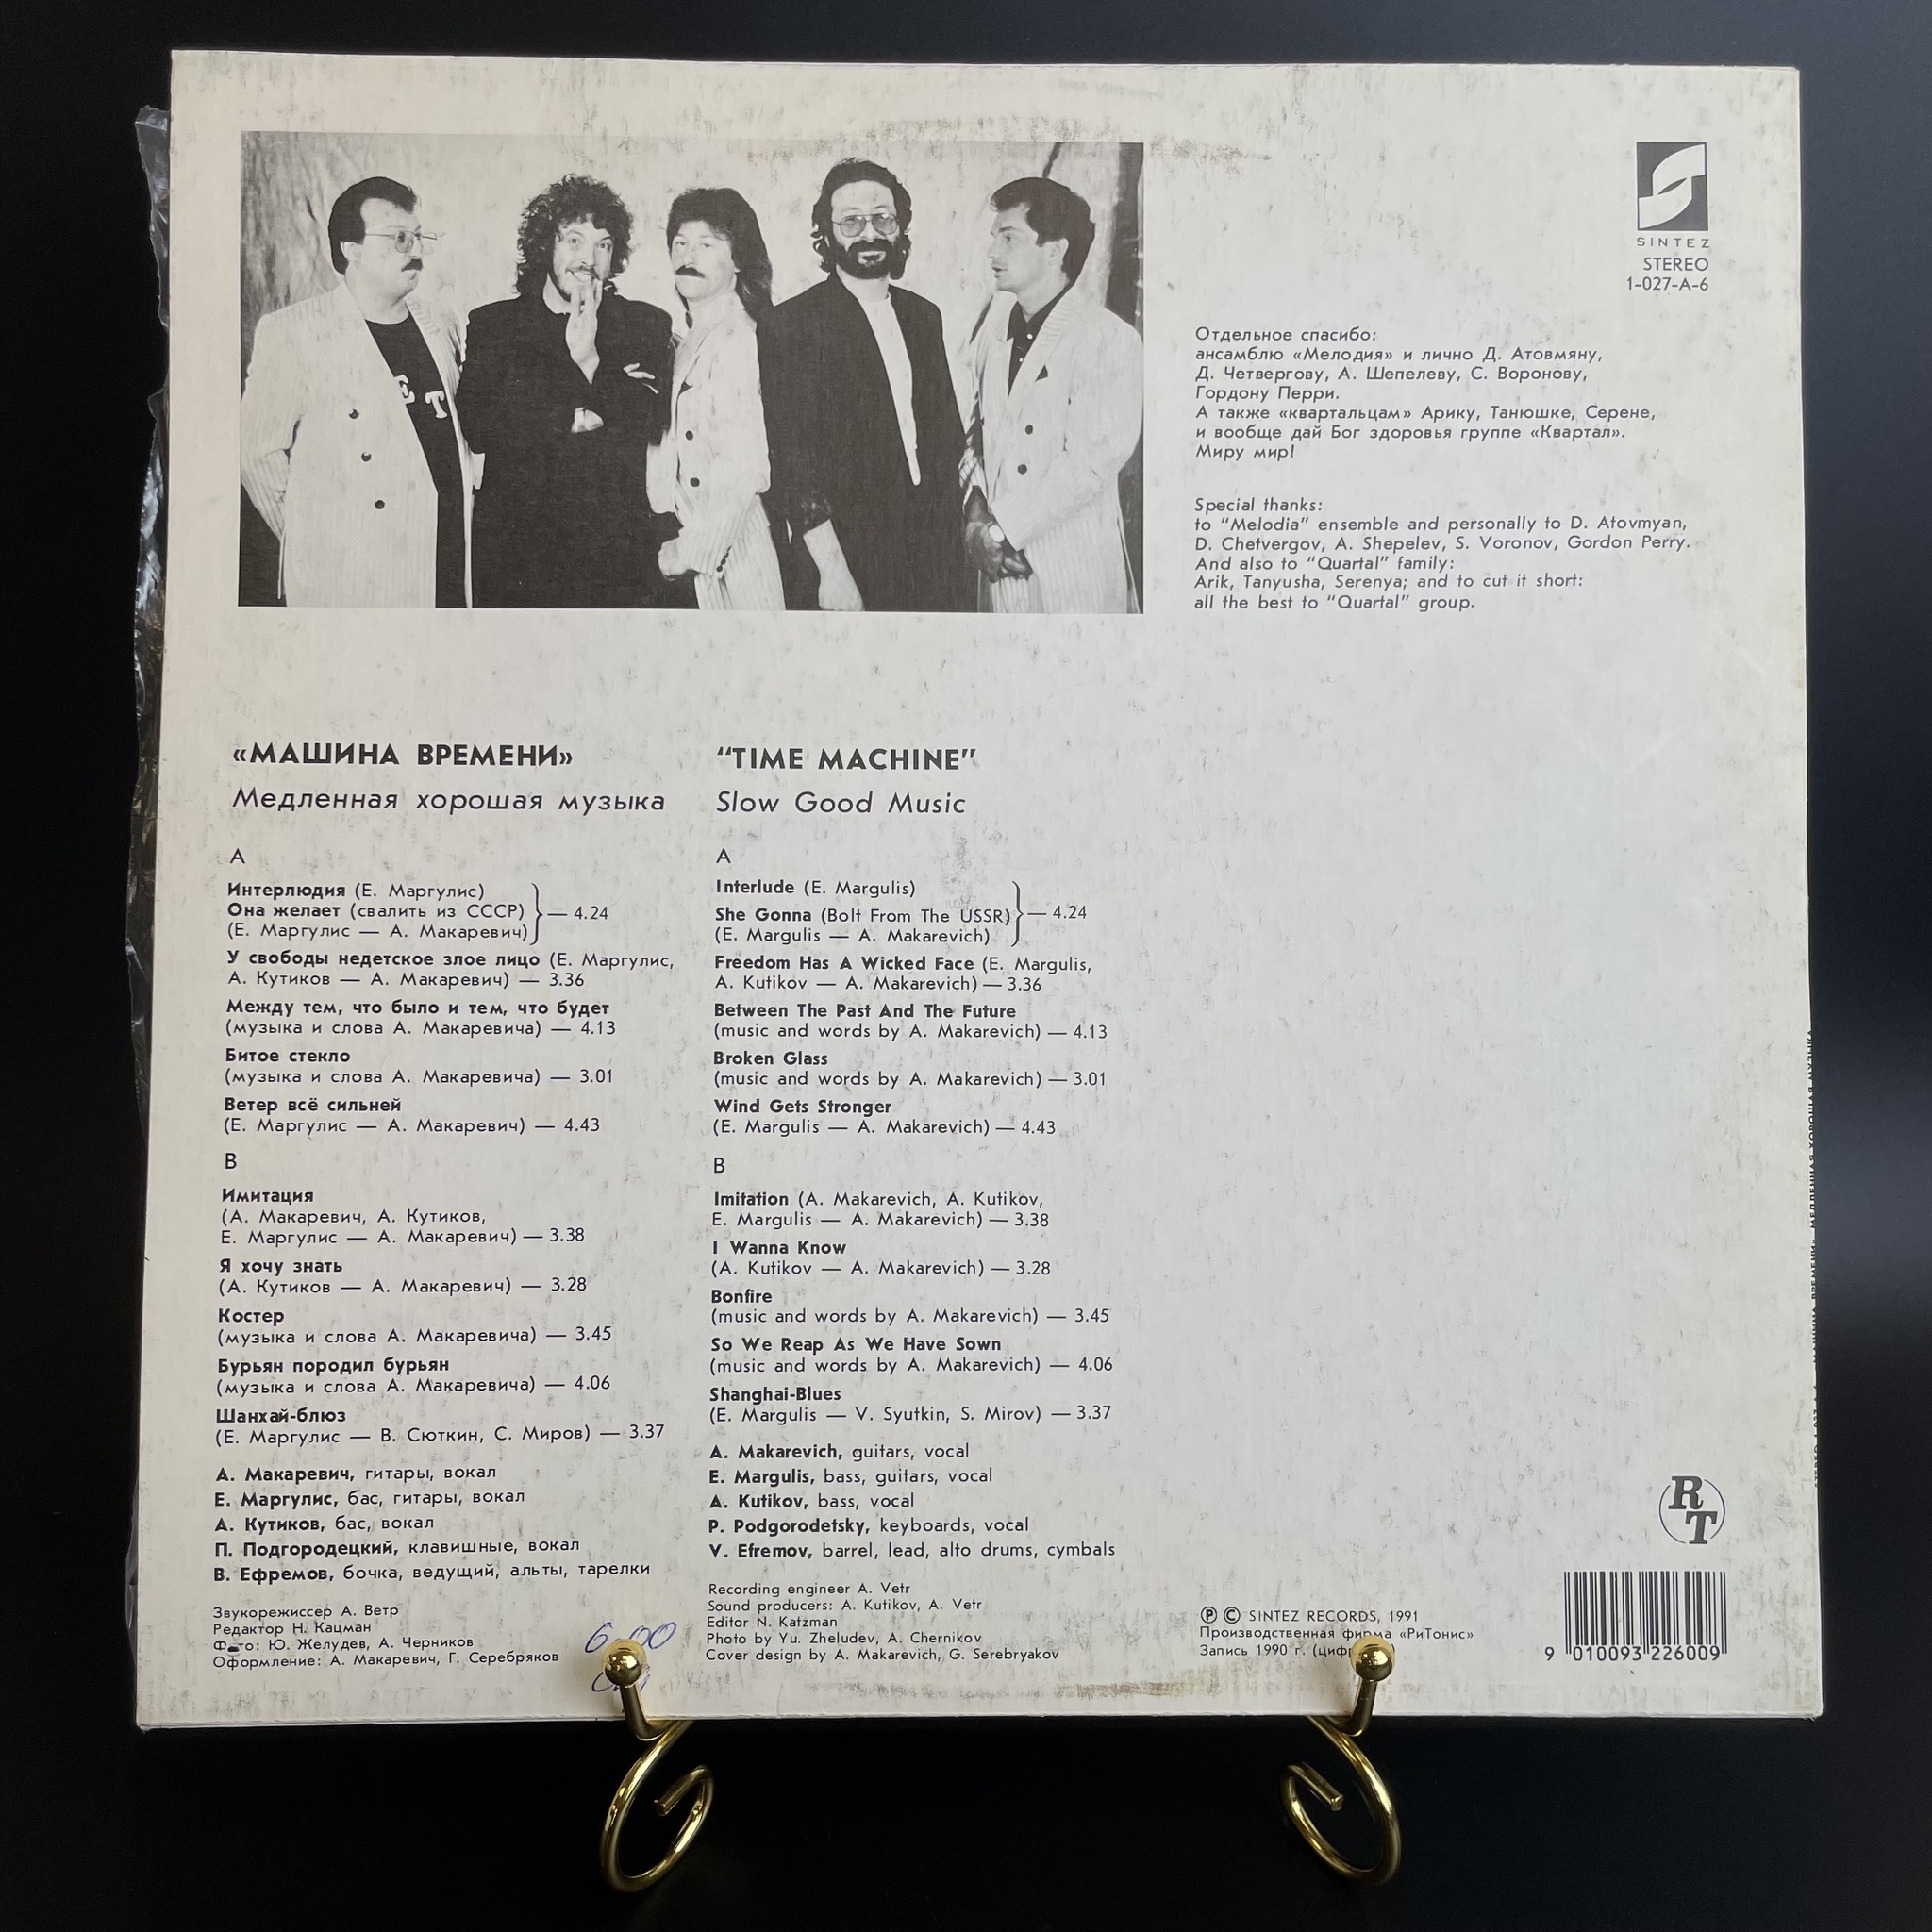 SINTEZ
STEREO
1-027-A-6
Отдельное спасибо:
ансамблю «Мелодия» и лично Д. Атовмяну,
Д. Четвергову, А. Шепелеву, С. Воронову,
Гордону Перри.
А также «квартальцам» Арику, Танюшке, Серене,
и вообще дай Бог здоровья группе «Квартал».
Миру мир!
Special thanks:
to “Melodia” ensemble and personally to D. Atovmyan,
D. Chetvergov, A. Shepelev, S. Voronov, Gordon Perry.
And also to “Quartal” family:
Arik, Tanyusha, Serenya; and to cut it short:
all the best to “Quartal” group.
«МАШИНА ВРЕМЕНИ»
Медленная хорошая музыка
А
Интерлюдия (Е. Маргулис)
Она желает (свалить из СССР) — 4.24
(Е. Маргулис — А. Макаревич)
У свободы недетское злое лицо (Е. Маргулис,
А. Кутиков — А. Макаревич) — 3.36
Между тем, что было и тем, что будет
(музыка и слова А. Макаревича) — 4.13
Битое стекло
(музыка и слова А. Макаревича) — 3.01
Ветер всё сильней
(Е. Маргулис — А. Макаревич) — 4.43
В
Имитация
(А. Макаревич, А. Кутиков,
Е. Маргулис — А. Макаревич) — 3.38
Я хочу знать
(А. Кутиков — А. Макаревич) — 3.28
Костер
(музыка и слова А. Макаревича) — 3.45
Бурьян породил бурьян
(музыка и слова А. Макаревича) — 4.06
Шанхай-блюз
(Е. Маргулис — В. Сюткин, С. Миров) — 3.37
А. Макаревич, гитары, вокал
Е. Маргулис, бас, гитары, вокал
А. Кутиков, бас, вокал
П. Подгородецкий, клавишные, вокал
В. Ефремов, бочка, ведущий, альты, тарелки
Звукорежиссер А. Ветр
Редактор Н. Кацман
Фото: Ю. Желудев, А. Черников
Оформление: А. Макаревич, Г. Серебряков
“TIME MACHINE”
Slow Good Music
A
Interlude (E. Margulis)
She Gonna (Bolt From The USSR) — 4.24
(E. Margulis — A. Makarevich)
Freedom Has A Wicked Face (E. Margulis,
A. Kutikov — A. Makarevich) — 3.36
Between The Past And The Future
(music and words by A. Makarevich) — 4.13
Broken Glass
(music and words by A. Makarevich) — 3.01
Wind Gets Stronger
(E. Margulis — A. Makarevich) — 4.43
B
Imitation (A. Makarevich, A. Kutikov,
E. Margulis — A. Makarevich) — 3.38
I Wanna Know
(A. Kutikov — A. Makarevich) — 3.28
Bonfire
(music and words by A. Makarevich) — 3.45
So We Reap As We Have Sown
(music and words by A. Makarevich) — 4.06
Shanghai-Blues
(E. Margulis — V. Syutkin, S. Mirov) — 3.37
A. Makarevich, guitars, vocal
E. Margulis, bass, guitars, vocal
A. Kutikov, bass, vocal
P. Podgorodetsky, keyboards, vocal
V. Efremov, barrel, lead, alto drums, cymbals
Recording engineer A. Vetr
Sound producers: A. Kutikov, A. Vetr
Editor N. Katzman
Photo by Yu. Zheludev, A. Chernikov
Cover design by A. Makarevich, G. Serebryakov
Ⓟ © SINTEZ RECORDS, 1991
Производственная фирма «РиТонис»
Запись 1990 г.
RT
9 010093 226009